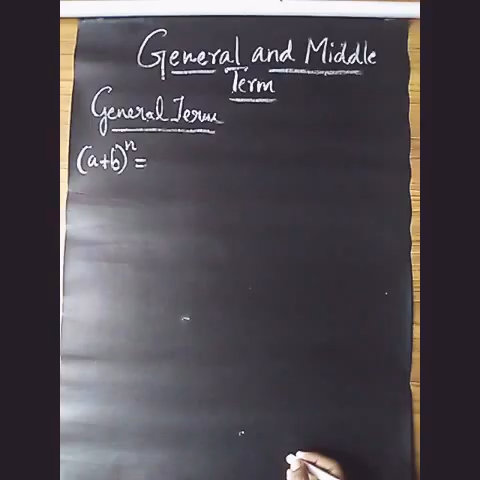 General and Middle
Term
General Term
(a+b)^n =